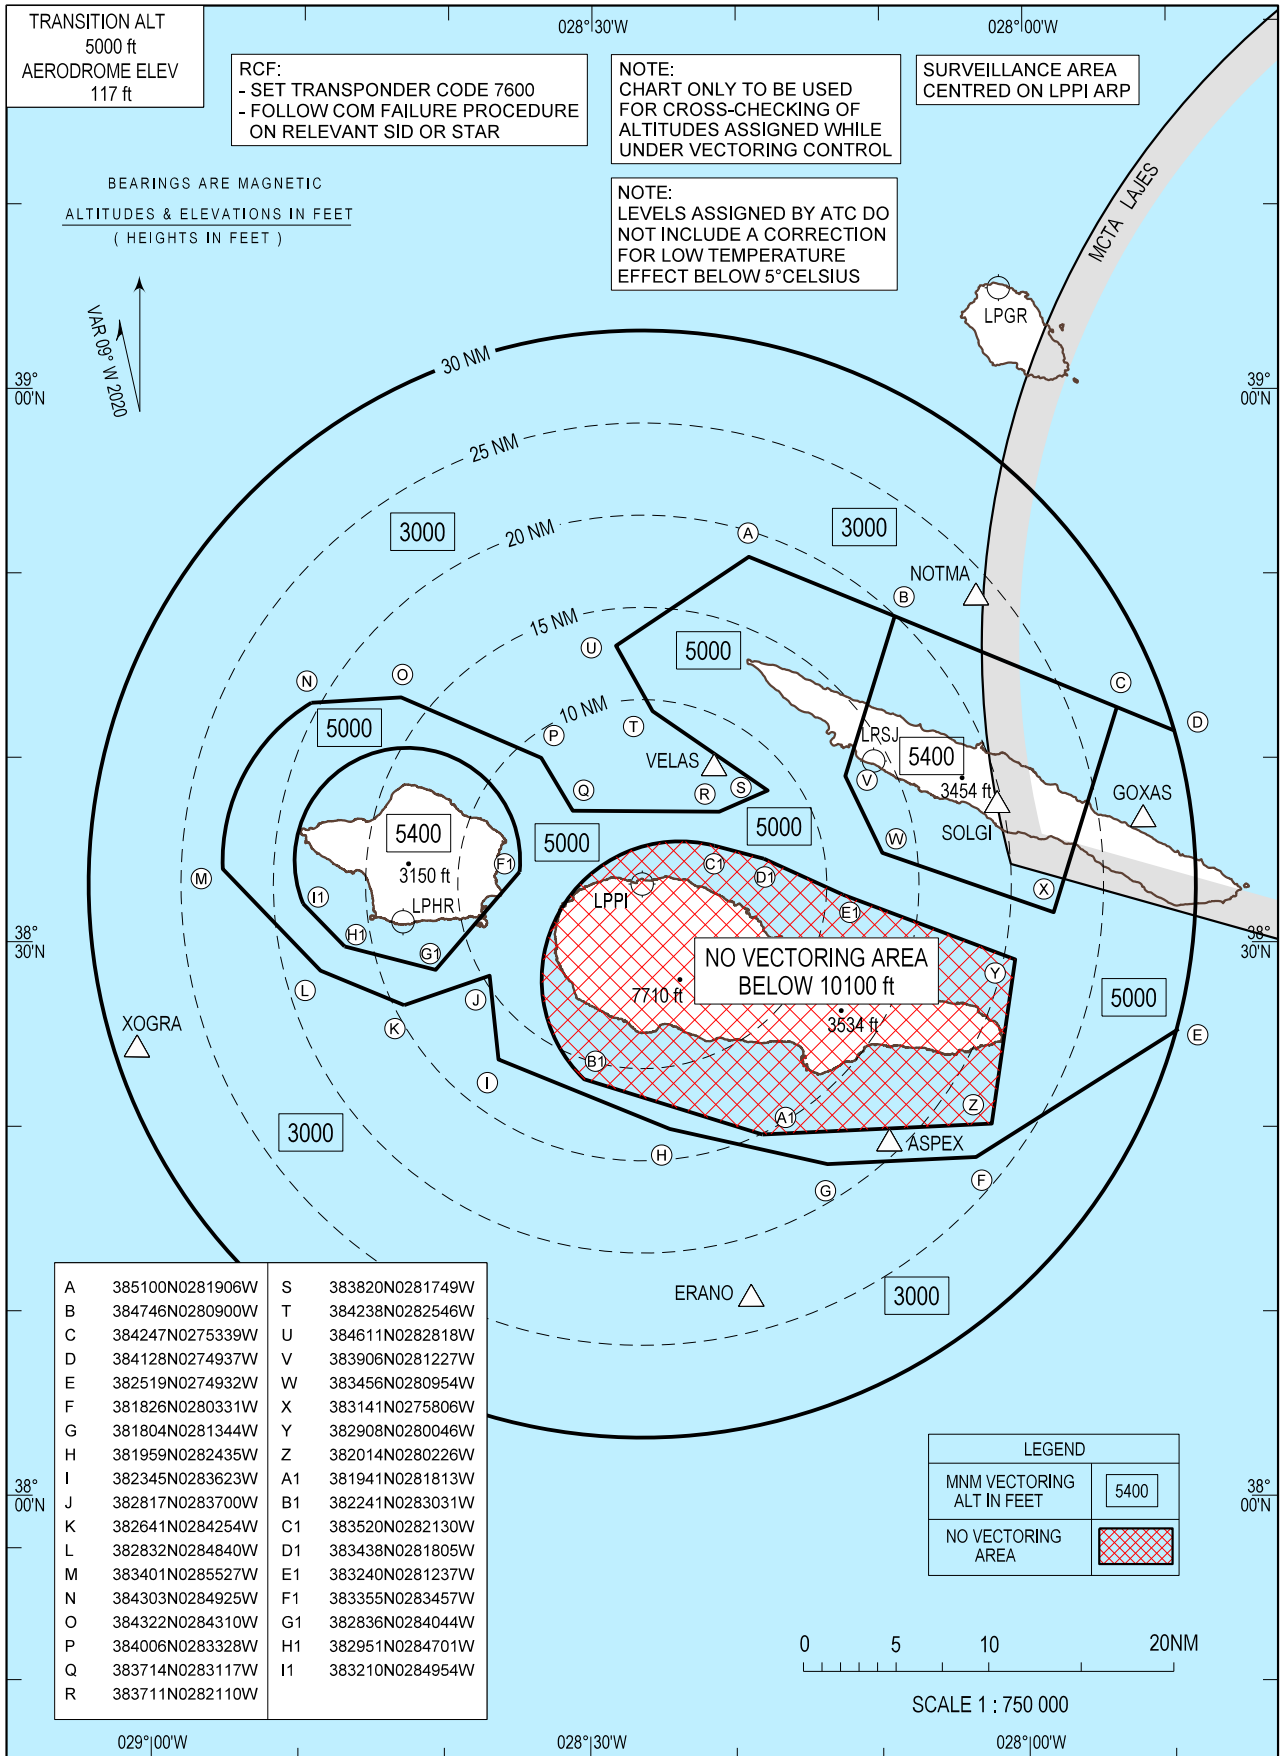 TRANSITION ALT
5000 ft
AERODROME ELEV
117 ft
028°30'W
028°00'W
RCF:
- SET TRANSPONDER CODE 7600
- FOLLOW COM FAILURE PROCEDURE
ON RELEVANT SID OR STAR
NOTE:
CHART ONLY TO BE USED
FOR CROSS-CHECKING OF
ALTITUDES ASSIGNED WHILE
UNDER VECTORING CONTROL
SURVEILLANCE AREA
CENTRED ON LPPI ARP
BEARINGS ARE MAGNETIC
ALTITUDES & ELEVATIONS IN FEET
( HEIGHTS IN FEET )
NOTE:
LEVELS ASSIGNED BY ATC DO
NOT INCLUDE A CORRECTION
FOR LOW TEMPERATURE
EFFECT BELOW 5°CELSIUS
MCTA LAJES
VAR 09° W 2020
LPGR
39°
00'N
39°
00'N
30 NM
25 NM
20 NM
15 NM
10 NM
3000
A
3000
NOTMA
B
U
5000
N
O
C
D
5000
P
T
LRSJ
5400
VELAS
3454 ft
V
GOXAS
Q
R
S
SOLGI
5400
5000
5000
W
M
3150 ft
F1
C1
D1
X
I1
LPHR
LPPI
E1
H1
G1
38°
30'N
38°
30'N
NO VECTORING AREA
BELOW 10100 ft
Y
L
J
7710 ft
5000
XOGRA
K
3534 ft
E
B1
I
Z
A1
3000
ASPEX
H
G
F
ERANO
3000
A 385100N0281906W S 383820N0281749W
B 384746N0280900W T 384238N0282546W
C 384247N0275339W U 384611N0282818W
D 384128N0274937W V 383906N0281227W
E 382519N0274932W W 383456N0280954W
F 381826N0280331W X 383141N0275806W
G 381804N0281344W Y 382908N0280046W
H 381959N0282435W Z 382014N0280226W
I 382345N0283623W A1 381941N0281813W
J 382817N0283700W B1 382241N0283031W
K 382641N0284254W C1 383520N0282130W
L 382832N0284840W D1 383438N0281805W
M 383401N0285527W E1 383240N0281237W
N 384303N0284925W F1 383355N0283457W
O 384322N0284310W G1 382836N0284044W
P 384006N0283328W H1 382951N0284701W
Q 383714N0283117W I1 383210N0284954W
R 383711N0282110W
38°
00'N
38°
00'N
LEGEND
MNM VECTORING
ALT IN FEET
5400
NO VECTORING
AREA
0 5 10 20NM
SCALE 1 : 750 000
029°00'W
028°30'W
028°00'W